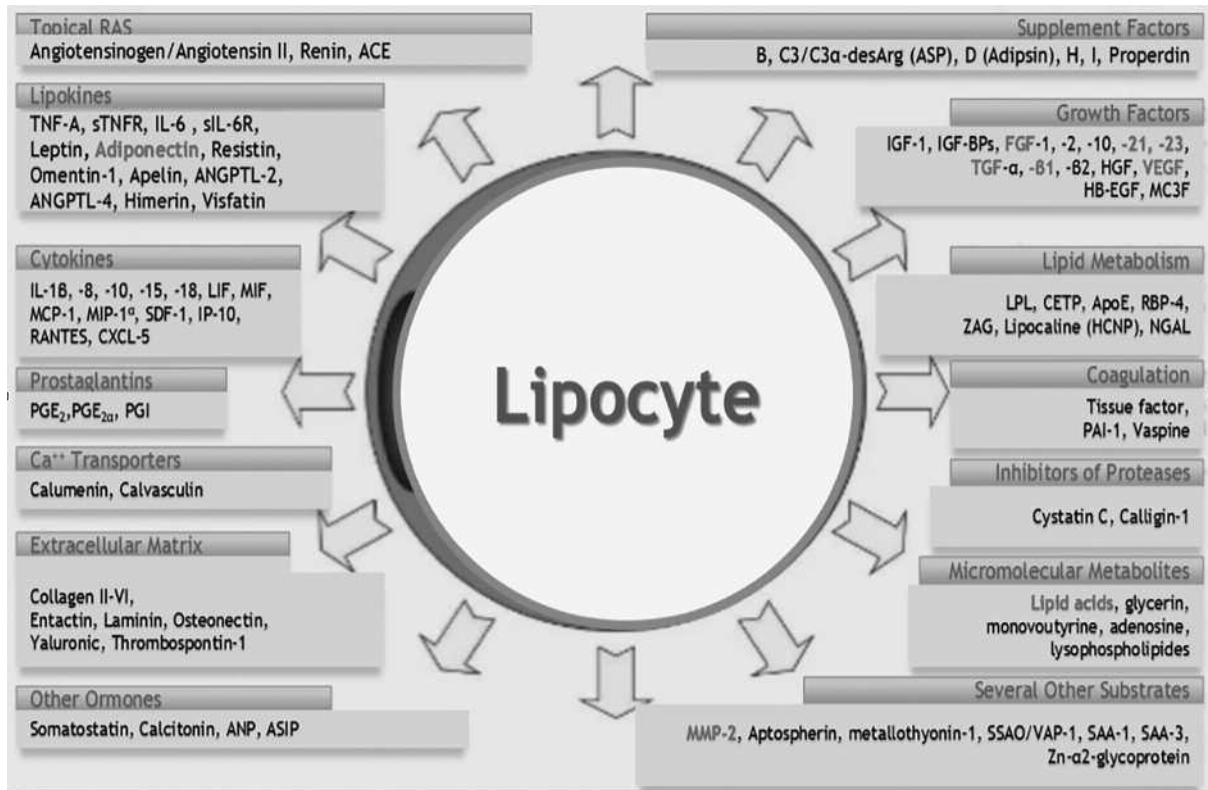 Topical RAS
Angiotensinogen/Angiotensin II, Renin, ACE
Lipokines
TNF-A, sTNFR, IL-6 , sIL-6R,
Leptin, Adiponectin, Resistin,
Omentin-1, Apelin, ANGPTL-2,
ANGPTL-4, Himerin, Visfatin
Cytokines
IL-1B, -8, -10, -15, -18, LIF, MIF,
MCP-1, MIP-1ᵅ, SDF-1, IP-10,
RANTES, CXCL-5
Prostaglantins
PGE₂,PGE₂α, PGI
Ca⁺⁺ Transporters
Calumenin, Calvasculin
Extracellular Matrix
Collagen II-VI,
Entactin, Laminin, Osteonectin,
Yaluronic, Thrombospontin-1
Other Ormones
Somatostatin, Calcitonin, ANP, ASIP
Lipocyte
Supplement Factors
B, C3/C3α-desArg (ASP), D (Adipsin), H, I, Properdin
Growth Factors
IGF-1, IGF-BPs, FGF-1, -2, -10, -21, -23,
TGF-α, -B1, -B2, HGF, VEGF,
HB-EGF, MC3F
Lipid Metabolism
LPL, CETP, ApoE, RBP-4,
ZAG, Lipocaline (HCNP), NGAL
Coagulation
Tissue factor,
PAI-1, Vaspine
Inhibitors of Proteases
Cystatin C, Calligin-1
Micromolecular Metabolites
Lipid acids, glycerin,
monovoutyrine, adenosine,
lysophospholipides
Several Other Substrates
MMP-2, Aptospherin, metallothyonin-1, SSAO/VAP-1, SAA-1, SAA-3,
Zn-α2-glycoprotein